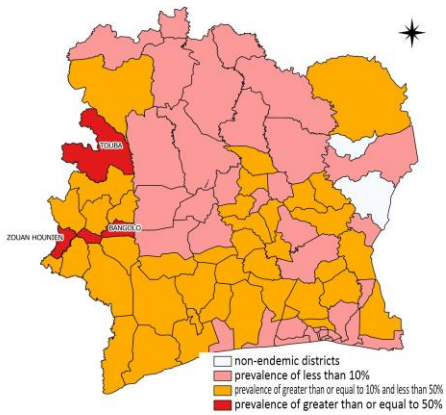 TOUBA
BANGOLO
ZOUAN HOUNIEN
non-endemic districts
prevalence of less than 10%
prevalence of greater than or equal to 10% and less than 50%
prevalence of greater than or equal to 50%